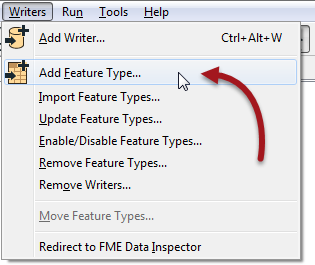 Writers Run Tools Help
Add Writer... Ctrl+Alt+W
Add Feature Type...
Import Feature Types...
Update Feature Types...
Enable/Disable Feature Types...
Remove Feature Types...
Remove Writers...
Move Feature Types...
Redirect to FME Data Inspector